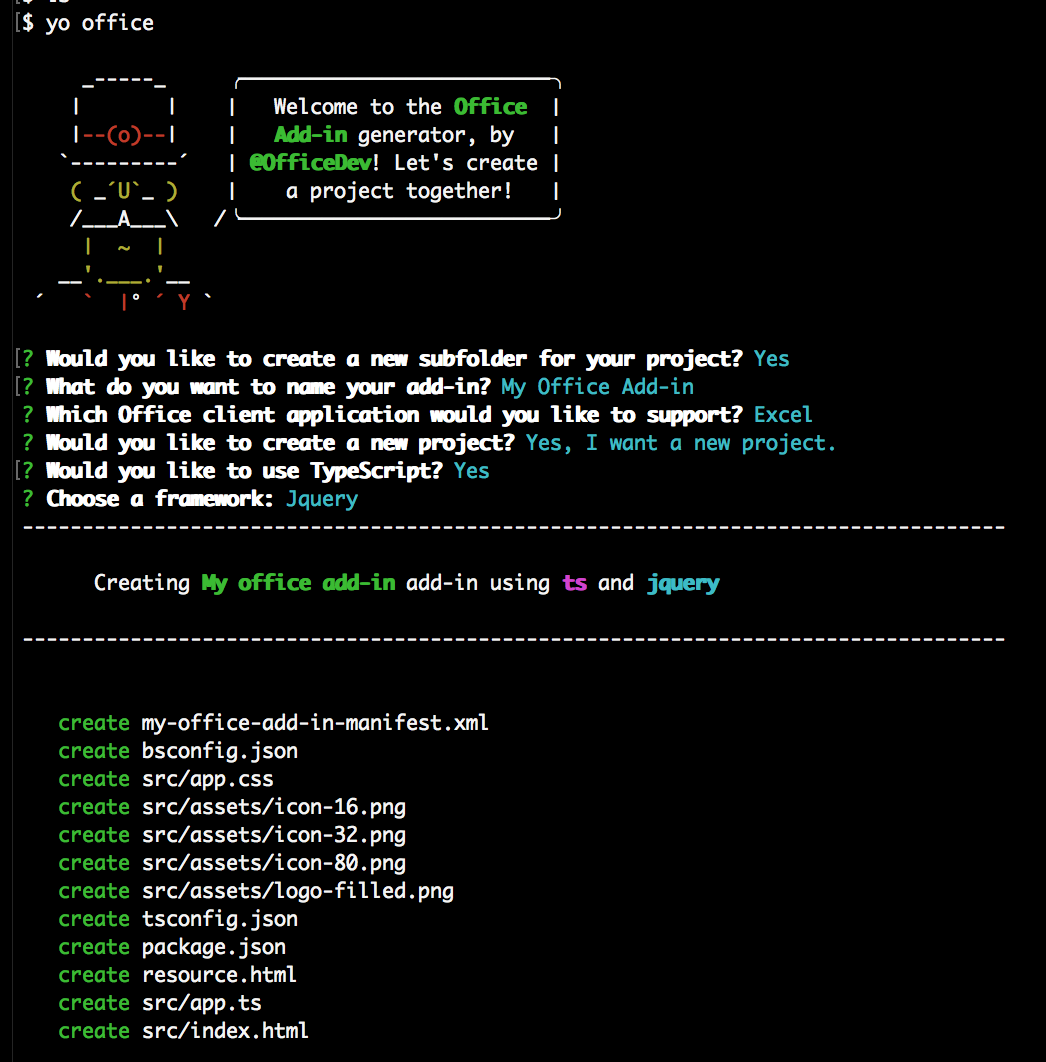 $ yo office
_-----_
| |
|--(o)--| | Welcome to the Office |
`---------´ | Add-in generator, by |
( _´U`_ ) | @OfficeDev! Let's create |
/___A___\ / | a project together! |
| ~ |
__'.___.'__
´ ` |° ´ Y `
[? Would you like to create a new subfolder for your project? Yes
[? What do you want to name your add-in? My Office Add-in
? Which Office client application would you like to support? Excel
? Would you like to create a new project? Yes, I want a new project.
[? Would you like to use TypeScript? Yes
? Choose a framework: Jquery
----------------------------------------------------------------------------------
Creating My office add-in add-in using ts and jquery
----------------------------------------------------------------------------------
create my-office-add-in-manifest.xml
create bsconfig.json
create src/app.css
create src/assets/icon-16.png
create src/assets/icon-32.png
create src/assets/icon-80.png
create src/assets/logo-filled.png
create tsconfig.json
create package.json
create resource.html
create src/app.ts
create src/index.html